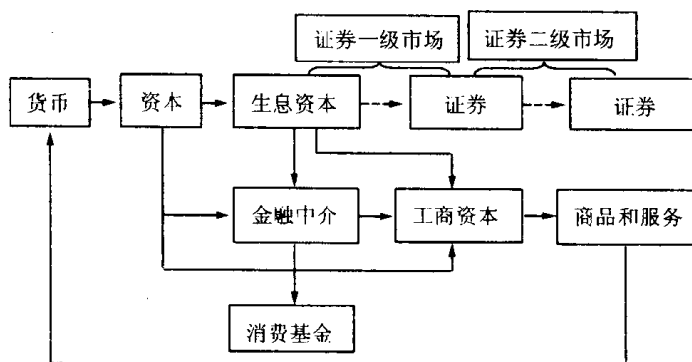 证券一级市场
证券二级市场
货币
资本
生息资本
证券
证券
金融中介
工商资本
商品和服务
消费基金